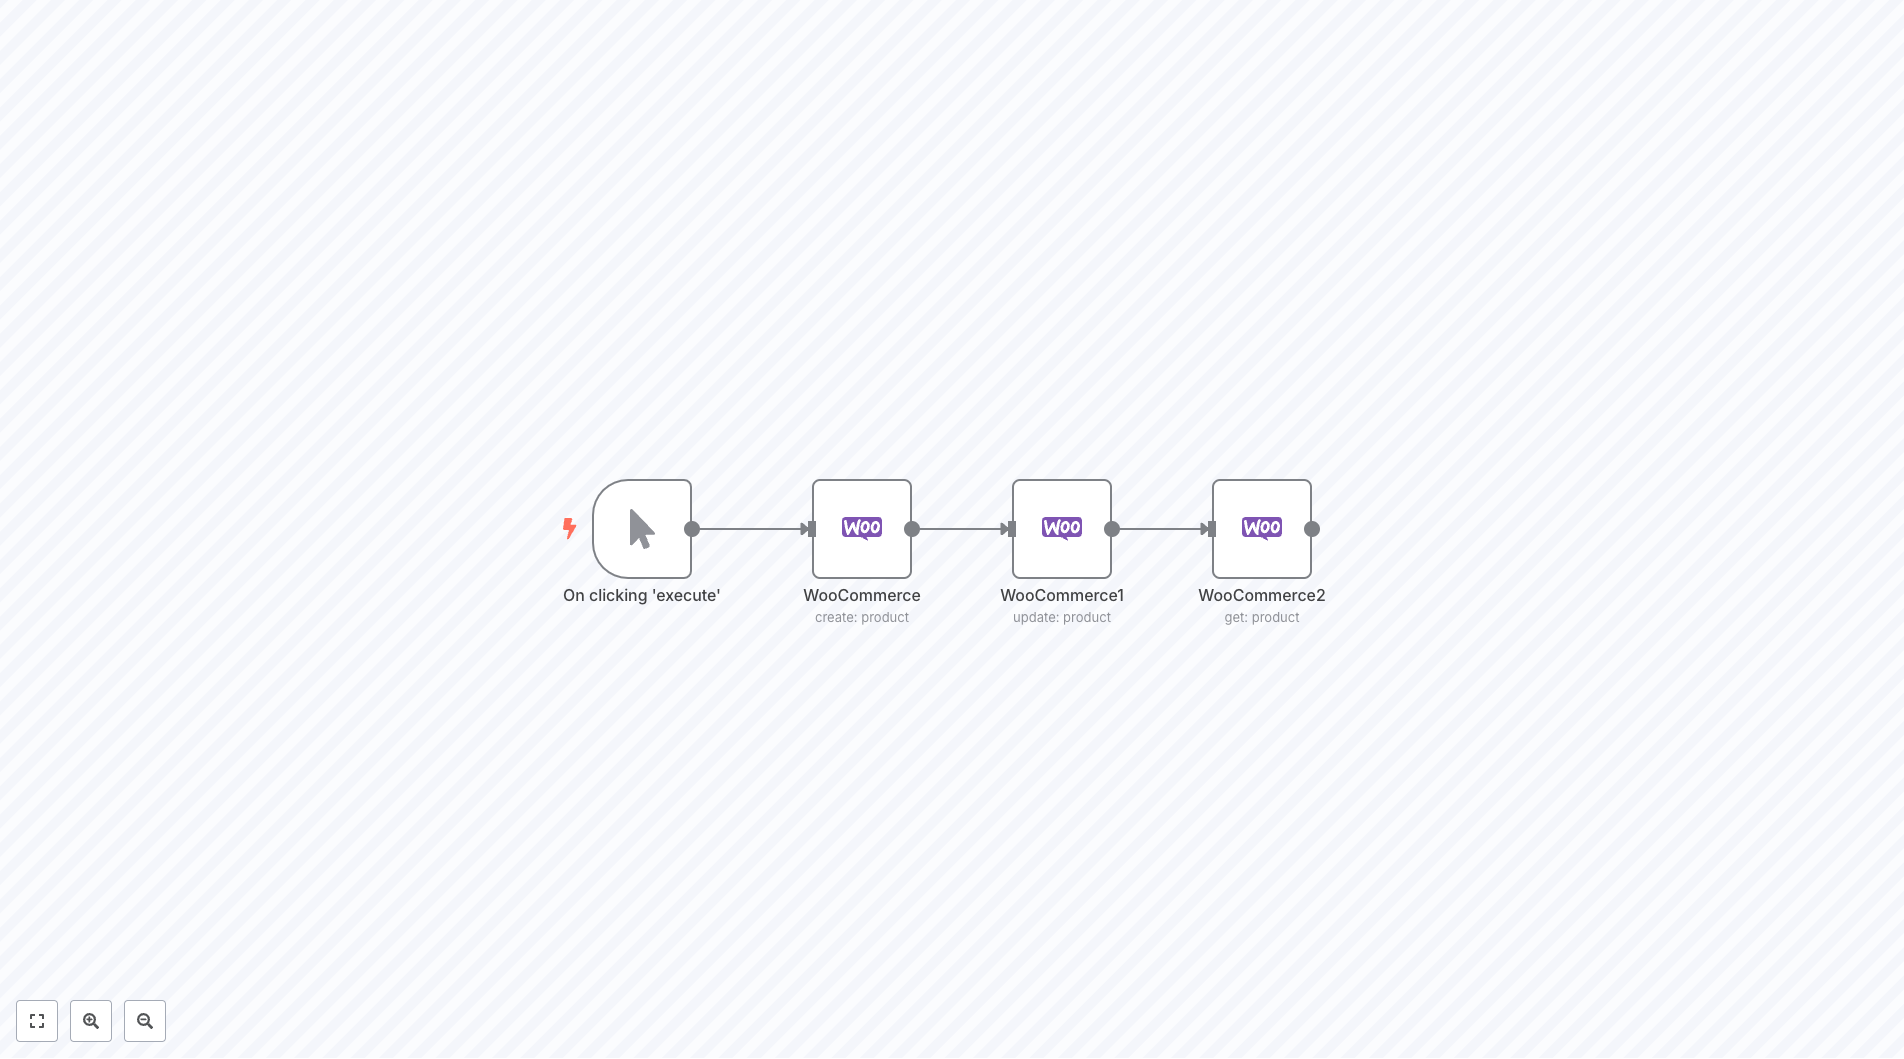 Woo
Woo
Woo
On clicking 'execute'
WooCommerce
create: product
WooCommerce1
update: product
WooCommerce2
get: product